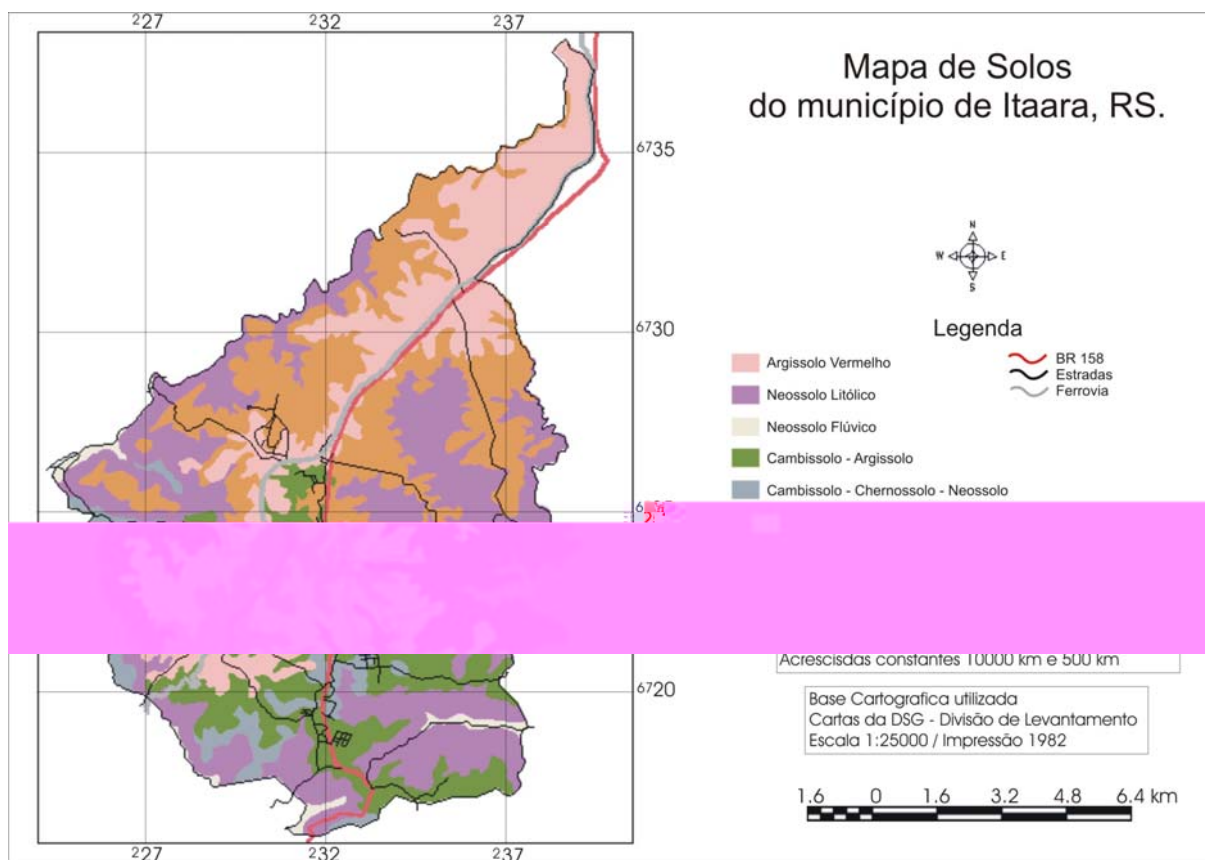 227 232 237
Mapa de Solos
do município de Itaara, RS.
6735
N
W E
S
6730
Legenda
Argissolo Vermelho
Neossolo Litólico
Neossolo Flúvico
Cambissolo - Argissolo
Cambissolo - Chernossolo - Neossolo
BR 158
Estradas
Ferrovia
Acrescisdas constantes 10000 km e 500 km
6720
Base Cartografica utilizada
Cartas da DSG - Divisão de Levantamento
Escala 1:25000 / Impressão 1982
1.6 0 1.6 3.2 4.8 6.4 km
227 232 237